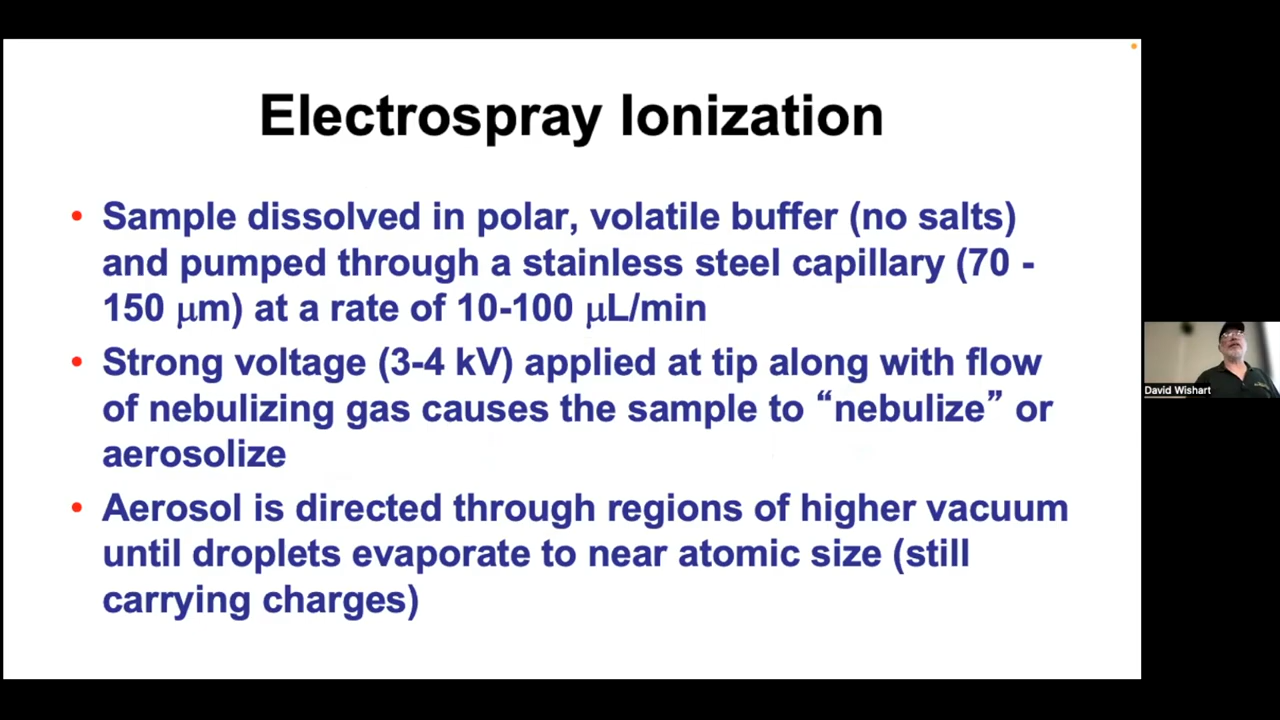 Electrospray Ionization
• Sample dissolved in polar, volatile buffer (no salts)
and pumped through a stainless steel capillary (70 -
150 μm) at a rate of 10-100 μL/min
• Strong voltage (3-4 kV) applied at tip along with flow
of nebulizing gas causes the sample to “nebulize” or
aerosolize
• Aerosol is directed through regions of higher vacuum
until droplets evaporate to near atomic size (still
carrying charges)
David Wishart